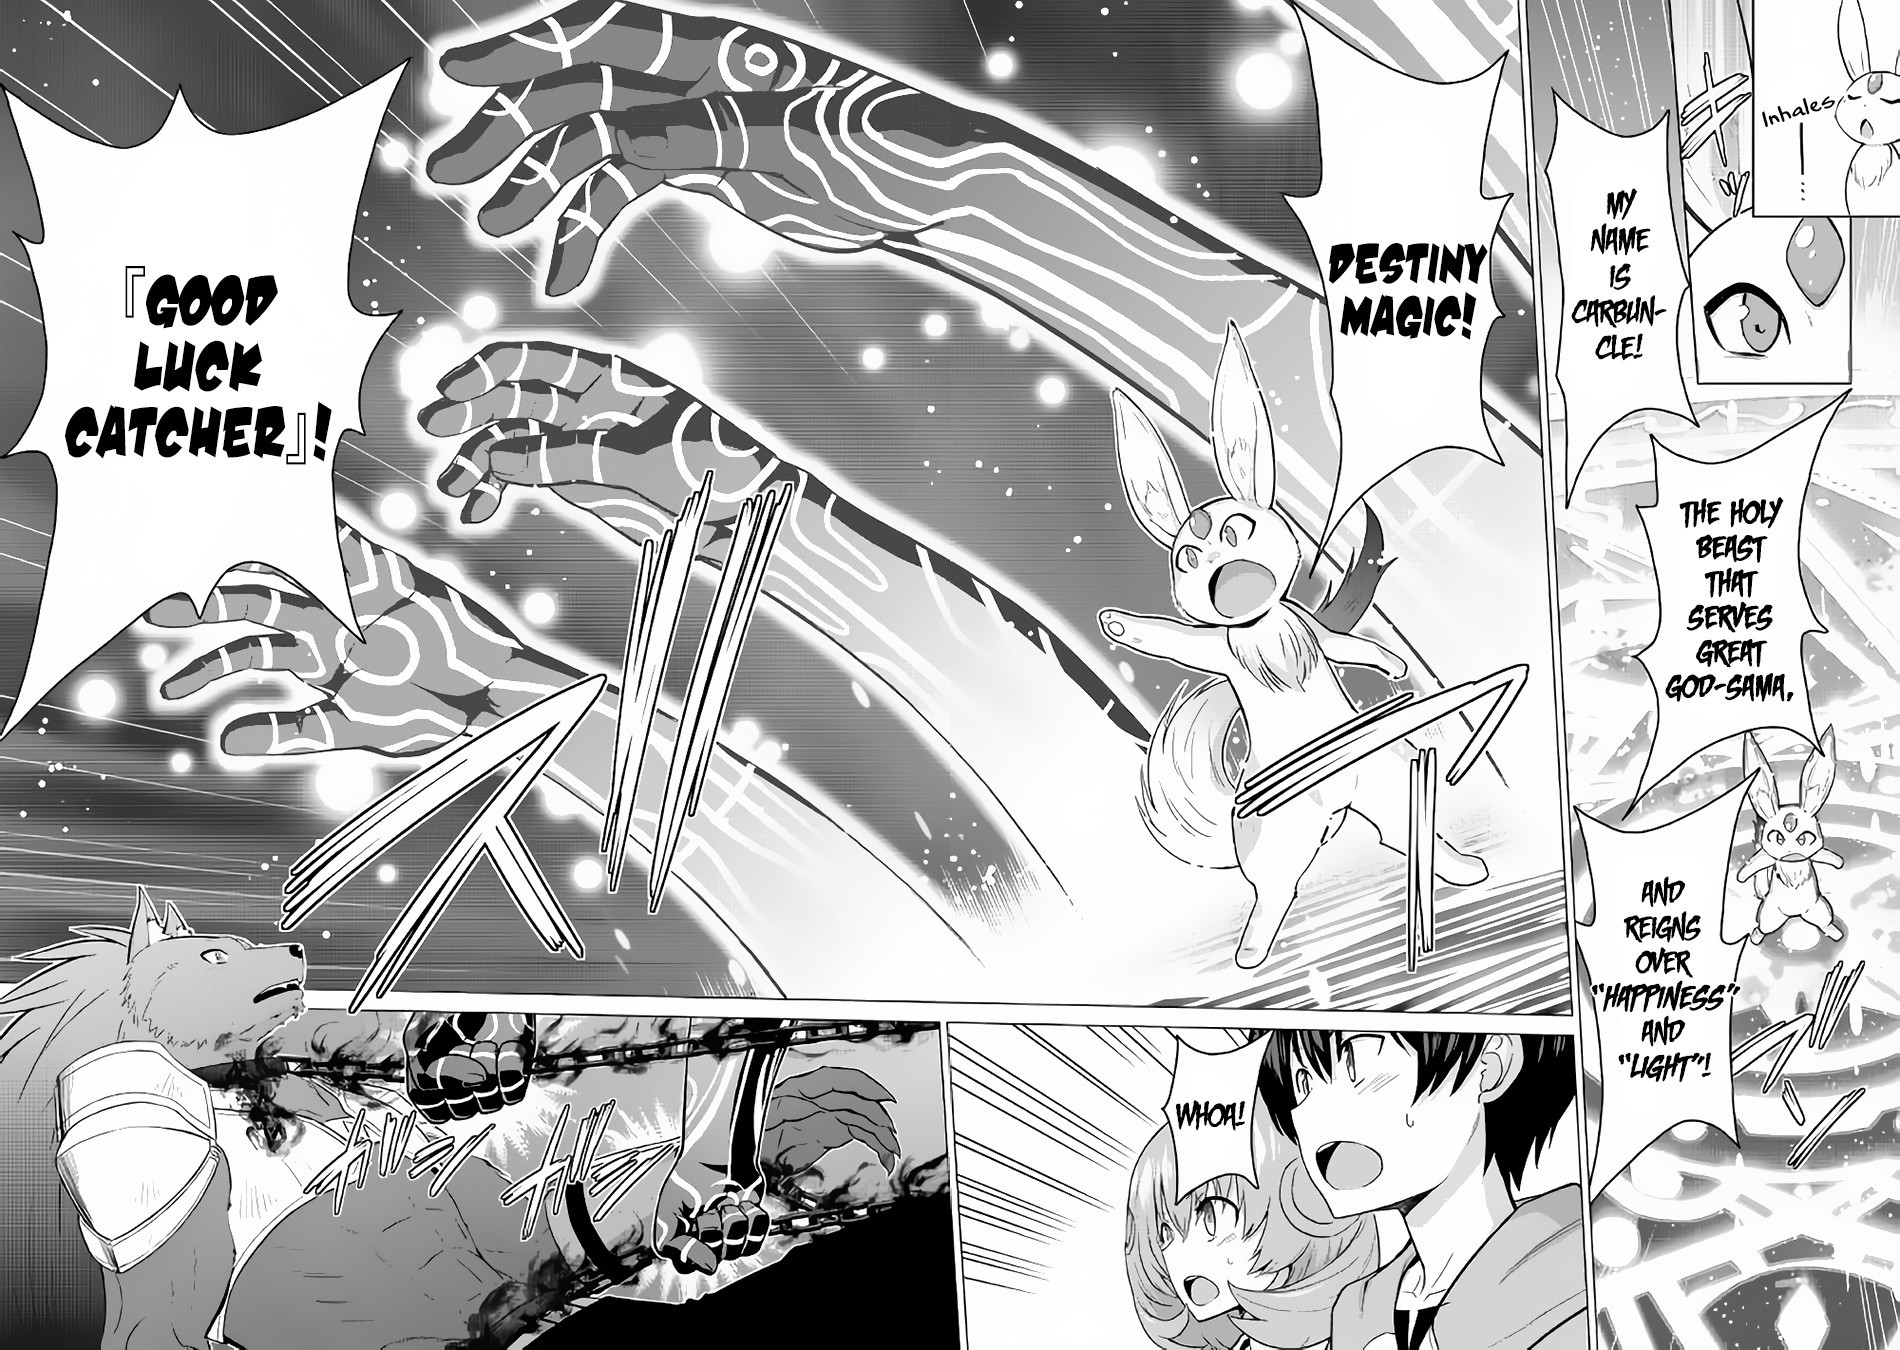 Inhales
MY
NAME
IS
CARBUN-
CLE!
THE HOLY
BEAST
THAT
SERVES
GREAT
GOD-SAMA,
AND
REIGNS
OVER
"HAPPINESS"
AND
"LIGHT"!
DESTINY
MAGIC!
『GOOD
LUCK
CATCHER』!
WHOA!